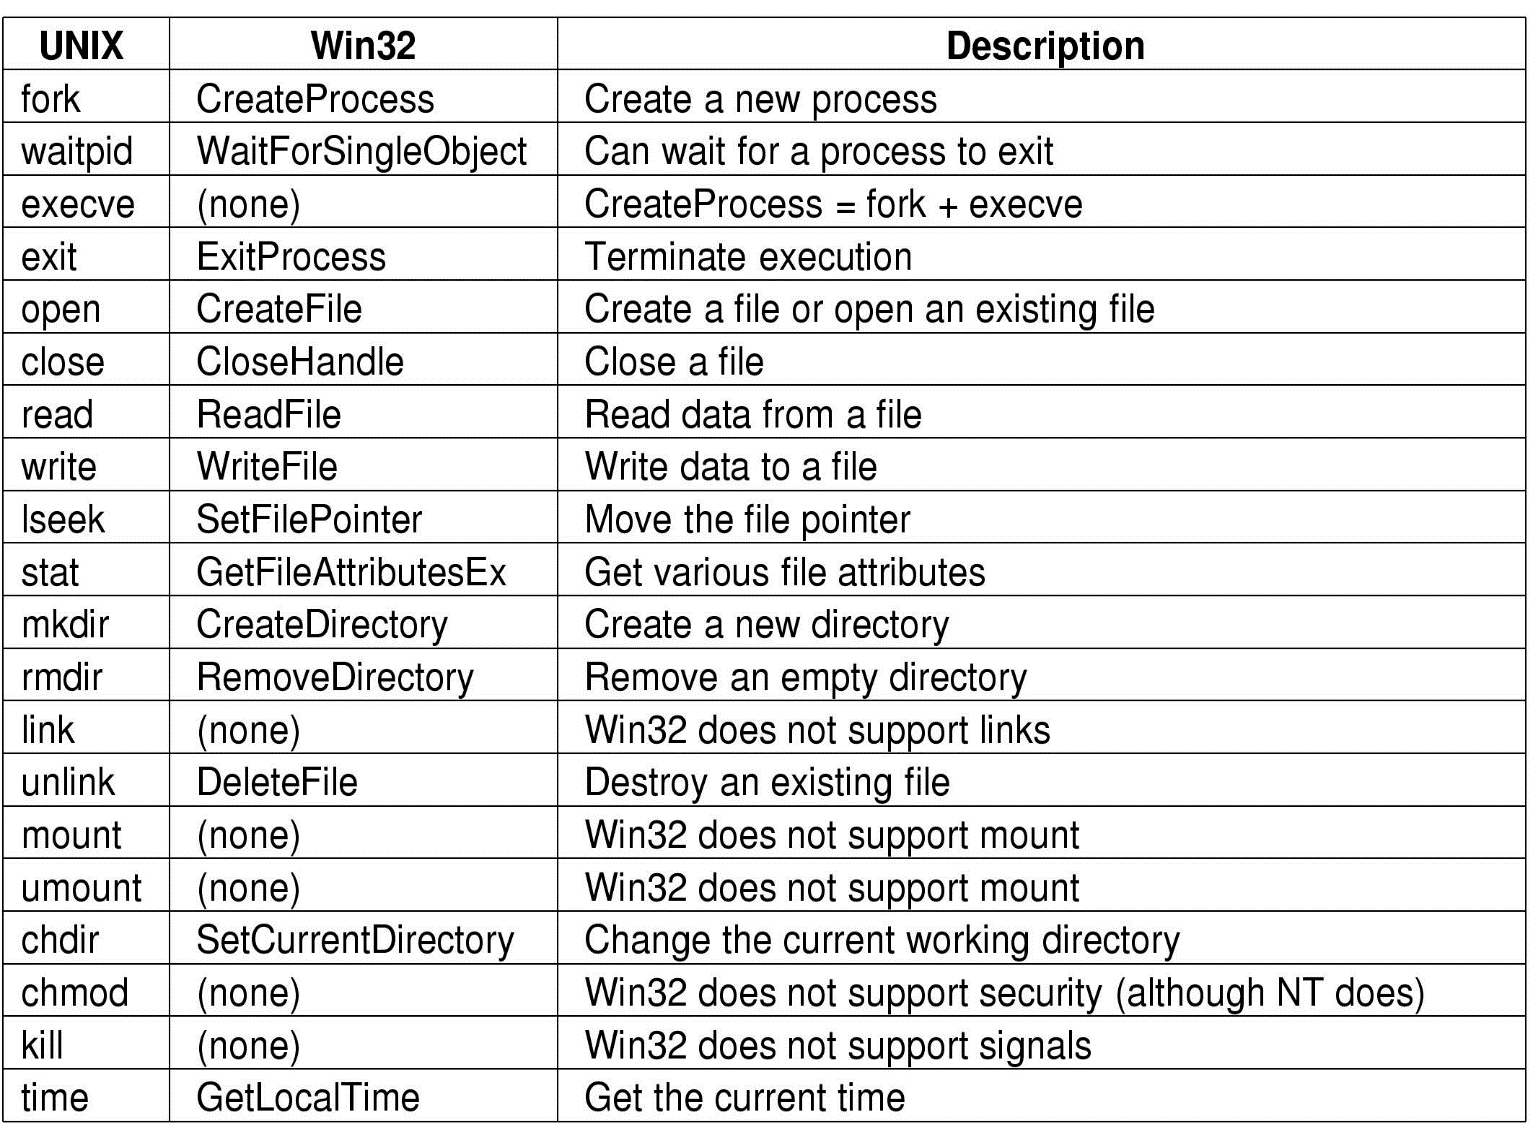 UNIX Win32 Description
fork CreateProcess Create a new process
waitpid WaitForSingleObject Can wait for a process to exit
execve (none) CreateProcess = fork + execve
exit ExitProcess Terminate execution
open CreateFile Create a file or open an existing file
close CloseHandle Close a file
read ReadFile Read data from a file
write WriteFile Write data to a file
lseek SetFilePointer Move the file pointer
stat GetFileAttributesEx Get various file attributes
mkdir CreateDirectory Create a new directory
rmdir RemoveDirectory Remove an empty directory
link (none) Win32 does not support links
unlink DeleteFile Destroy an existing file
mount (none) Win32 does not support mount
umount (none) Win32 does not support mount
chdir SetCurrentDirectory Change the current working directory
chmod (none) Win32 does not support security (although NT does)
kill (none) Win32 does not support signals
time GetLocalTime Get the current time